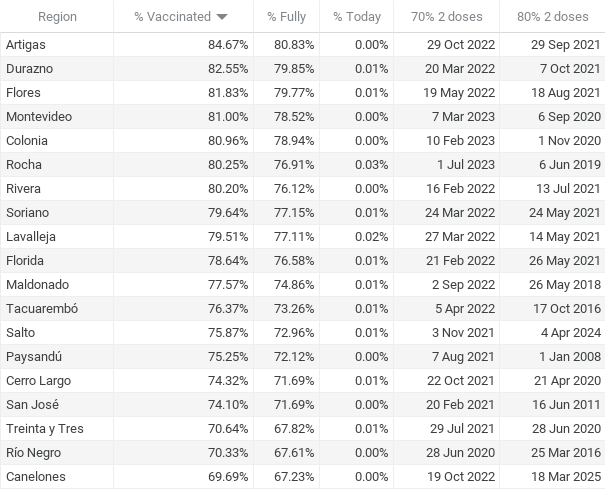 Region % Vaccinated % Fully % Today 70% 2 doses 80% 2 doses
Artigas 84.67% 80.83% 0.00% 29 Oct 2022 29 Sep 2021
Durazno 82.55% 79.85% 0.01% 20 Mar 2022 7 Oct 2021
Flores 81.83% 79.77% 0.01% 19 May 2022 18 Aug 2021
Montevideo 81.00% 78.52% 0.00% 7 Mar 2023 6 Sep 2020
Colonia 80.96% 78.94% 0.00% 10 Feb 2023 1 Nov 2020
Rocha 80.25% 76.91% 0.03% 1 Jul 2023 6 Jun 2019
Rivera 80.20% 76.12% 0.00% 16 Feb 2022 13 Jul 2021
Soriano 79.64% 77.15% 0.01% 24 Mar 2022 24 May 2021
Lavalleja 79.51% 77.11% 0.02% 27 Mar 2022 14 May 2021
Florida 78.64% 76.58% 0.01% 21 Feb 2022 26 May 2021
Maldonado 77.57% 74.86% 0.01% 2 Sep 2022 26 May 2018
Tacuarembó 76.37% 73.26% 0.01% 5 Apr 2022 17 Oct 2016
Salto 75.87% 72.96% 0.01% 3 Nov 2021 4 Apr 2024
Paysandú 75.25% 72.12% 0.00% 7 Aug 2021 1 Jan 2008
Cerro Largo 74.32% 71.69% 0.01% 22 Oct 2021 21 Apr 2020
San José 74.10% 71.69% 0.00% 20 Feb 2021 16 Jun 2011
Treinta y Tres 70.64% 67.82% 0.01% 29 Jul 2021 28 Jun 2020
Río Negro 70.33% 67.61% 0.00% 28 Jun 2020 25 Mar 2016
Canelones 69.69% 67.23% 0.00% 19 Oct 2022 18 Mar 2025